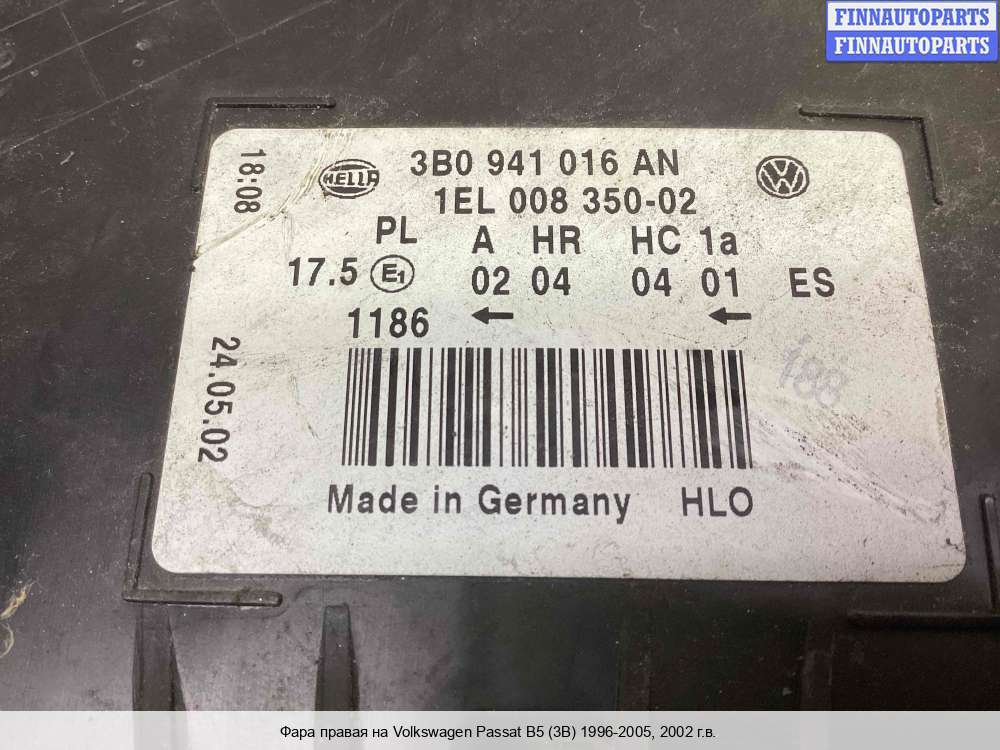 FINNAUTOPARTS
FINNAUTOPARTS
18:08
HELLA
3B0 941 016 AN
1EL 008 350-02
PL A HR HC 1a
17.5 E1 02 04 04 01 ES
1186 ← ←
24.05.02
188
Made in Germany HLO
Фара правая на Volkswagen Passat B5 (3B) 1996-2005, 2002 г.в.